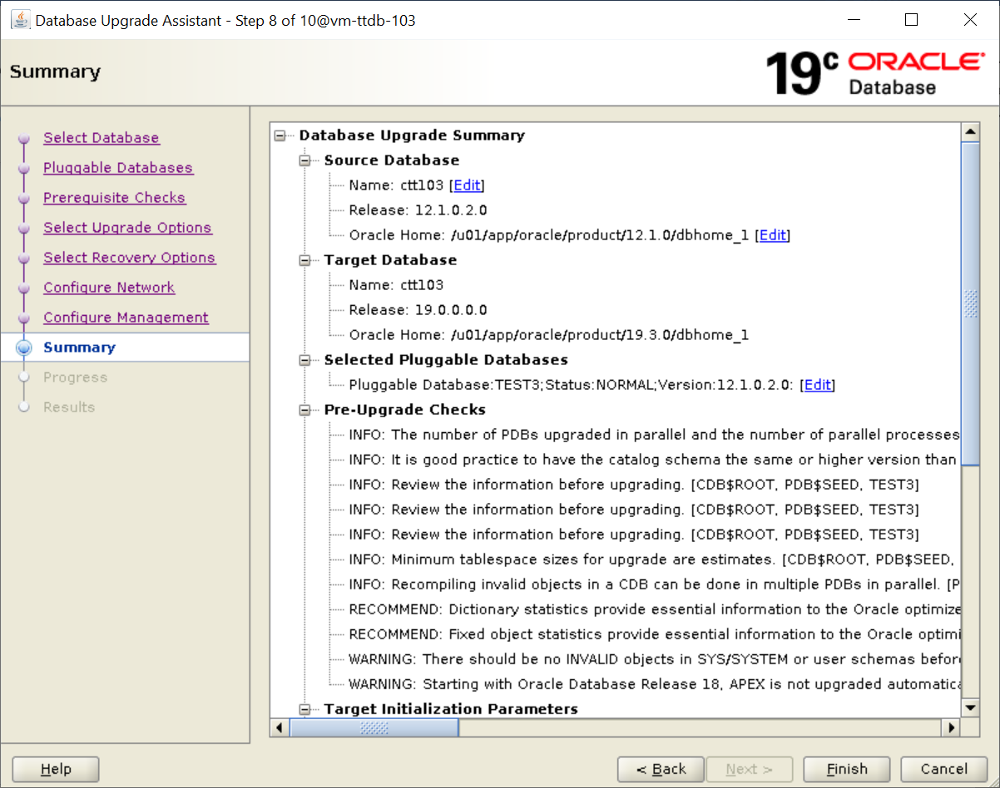 Database Upgrade Assistant - Step 8 of 10@vm-ttdb-103
Summary
19c ORACLE
Database
Select Database
Pluggable Databases
Prerequisite Checks
Select Upgrade Options
Select Recovery Options
Configure Network
Configure Management
Summary
Progress
Results
Database Upgrade Summary
Source Database
Name: ctt103 [Edit]
Release: 12.1.0.2.0
Oracle Home: /u01/app/oracle/product/12.1.0/dbhome_1 [Edit]
Target Database
Name: ctt103
Release: 19.0.0.0.0
Oracle Home: /u01/app/oracle/product/19.3.0/dbhome_1
Selected Pluggable Databases
Pluggable Database:TEST3;Status:NORMAL;Version:12.1.0.2.0: [Edit]
Pre-Upgrade Checks
INFO: The number of PDBs upgraded in parallel and the number of parallel processes
INFO: It is good practice to have the catalog schema the same or higher version than
INFO: Review the information before upgrading. [CDB$ROOT, PDB$SEED, TEST3]
INFO: Review the information before upgrading. [CDB$ROOT, PDB$SEED, TEST3]
INFO: Review the information before upgrading. [CDB$ROOT, PDB$SEED, TEST3]
INFO: Minimum tablespace sizes for upgrade are estimates. [CDB$ROOT, PDB$SEED,
INFO: Recompiling invalid objects in a CDB can be done in multiple PDBs in parallel. [P
RECOMMEND: Dictionary statistics provide essential information to the Oracle optimize
RECOMMEND: Fixed object statistics provide essential information to the Oracle optimi
WARNING: There should be no INVALID objects in SYS/SYSTEM or user schemas befor
WARNING: Starting with Oracle Database Release 18, APEX is not upgraded automatica
Target Initialization Parameters
Help
< Back
Next >
Finish
Cancel